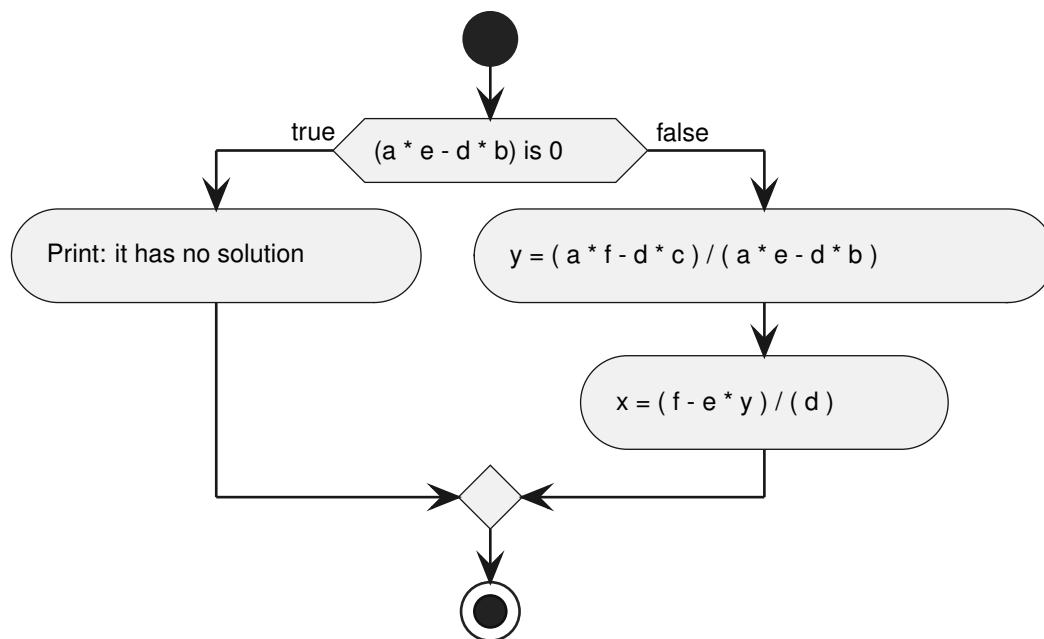 true
(a * e - d * b) is 0
false
Print: it has no solution
y = ( a * f - d * c ) / ( a * e - d * b )
x = ( f - e * y ) / ( d )